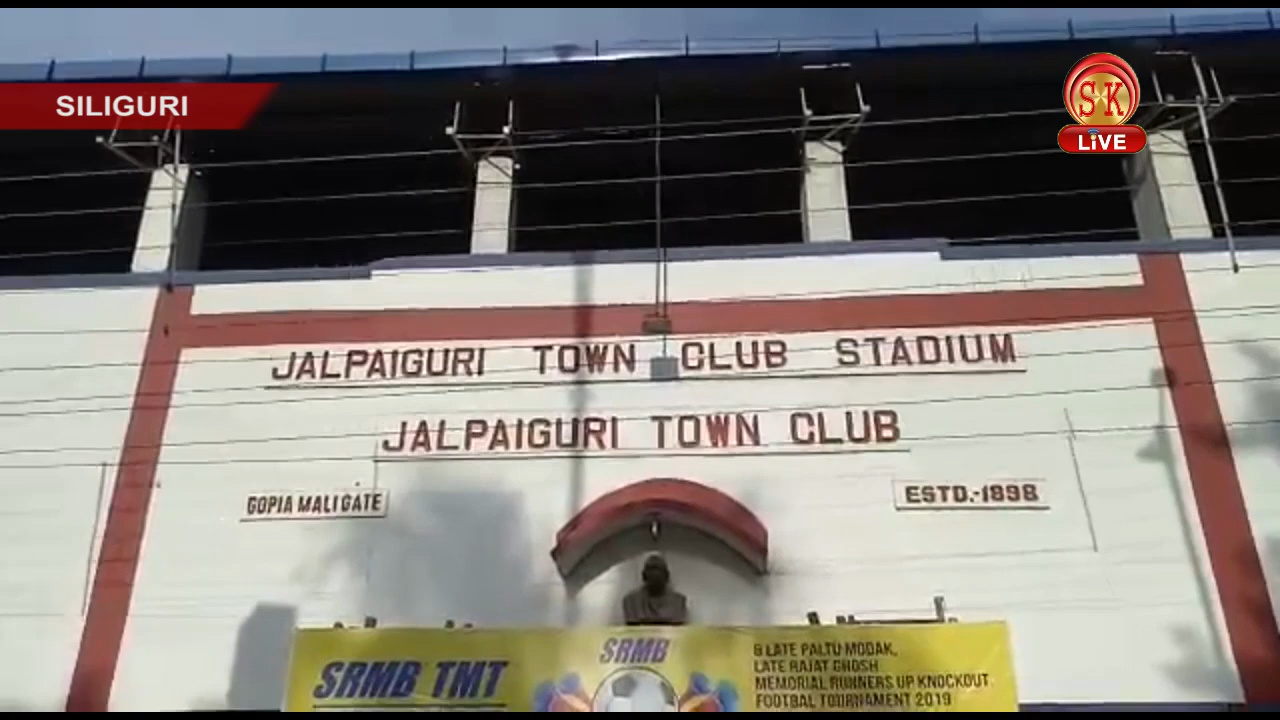 SILIGURI
SK
LiVE
JALPAIGURI TOWN CLUB STADIUM
JALPAIGURI TOWN CLUB
GOPIA MALI GATE
ESTD.-1898
SRMB TMT
SRMB
& LATE PALTU MODAK,
LATE RAJAT GHOSH
MEMORIAL RUNNERS UP KNOCKOUT
FOOTBAL TOURNAMENT 2019